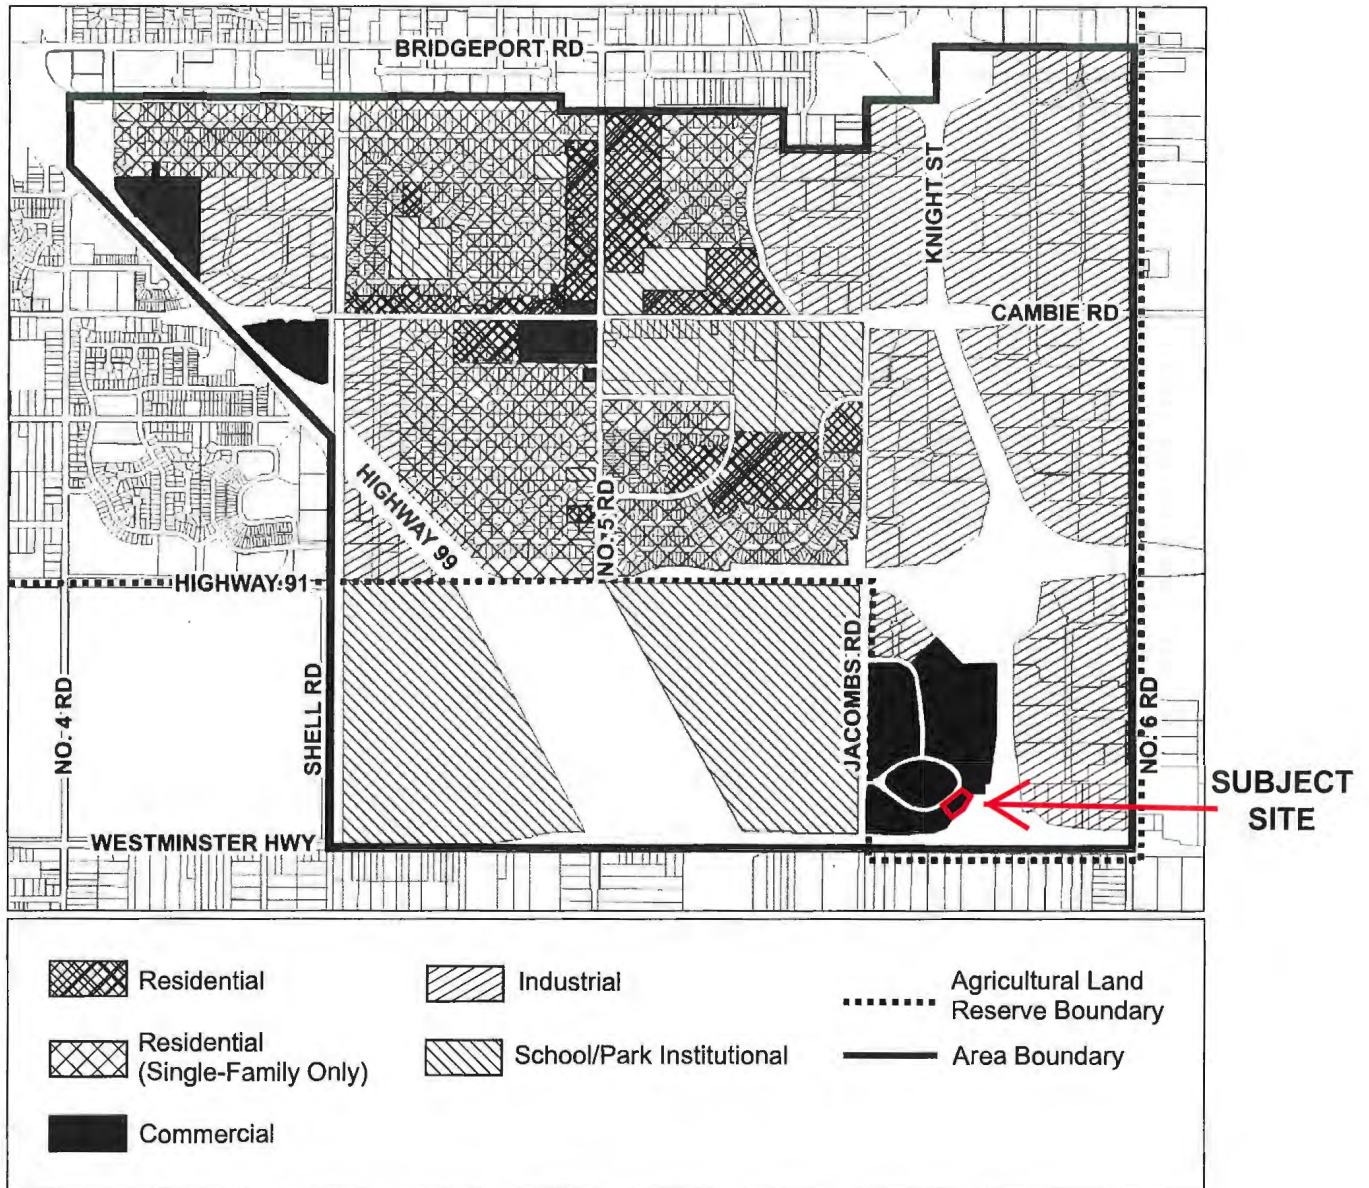 BRIDGEPORT RD
KNIGHT ST
CAMBIE RD
HIGHWAY 99
NO. 5 RD
HIGHWAY 91
NO. 4 RD
SHELL RD
JACOMBS RD
NO. 6 RD
SUBJECT
SITE
WESTMINSTER HWY
Residential
Industrial
Agricultural Land
Reserve Boundary
Residential
(Single-Family Only)
School/Park Institutional
Area Boundary
Commercial